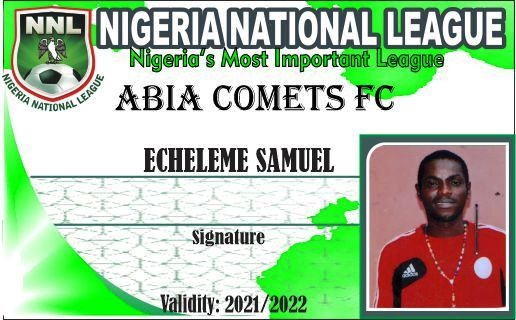 NNL
NIGERIA NATIONAL LEAGUE
NIGERIA NATIONAL LEAGUE
Nigeria's Most Important League
ABIA COMETS FC
ECHELEME SAMUEL
Signature
adidas
Validity: 2021/2022